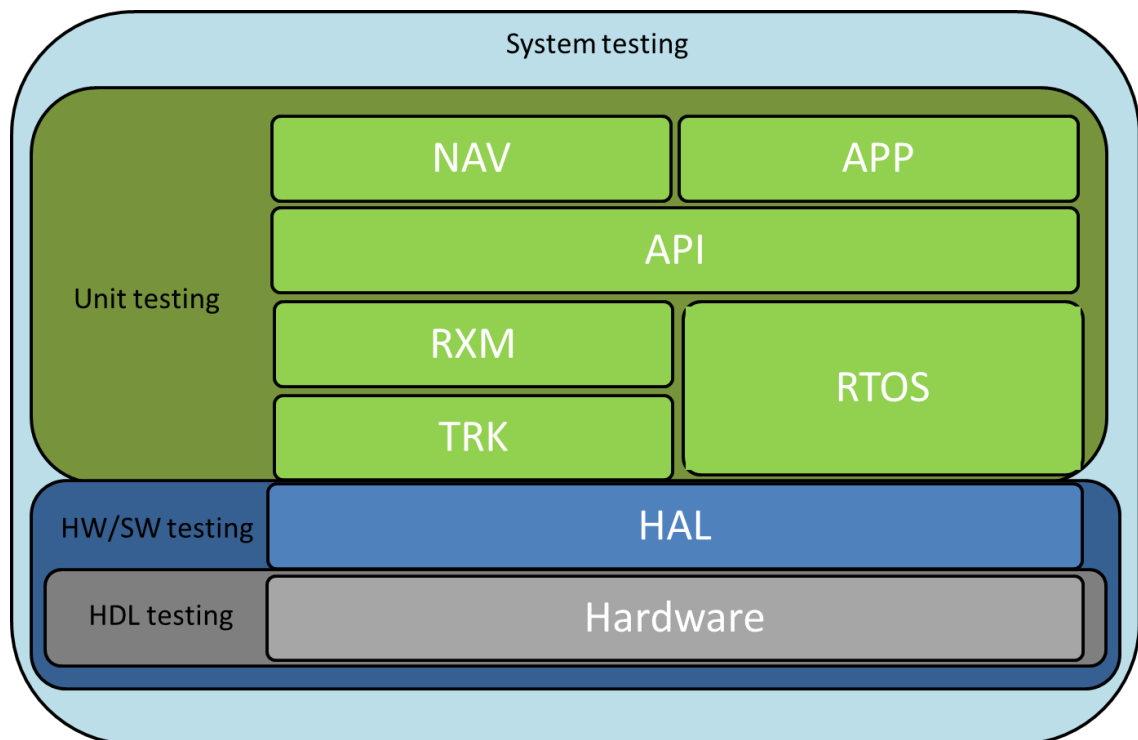 System testing
NAV
APP
API
Unit testing
RXM
RTOS
TRK
HW/SW testing
HAL
HDL testing
Hardware